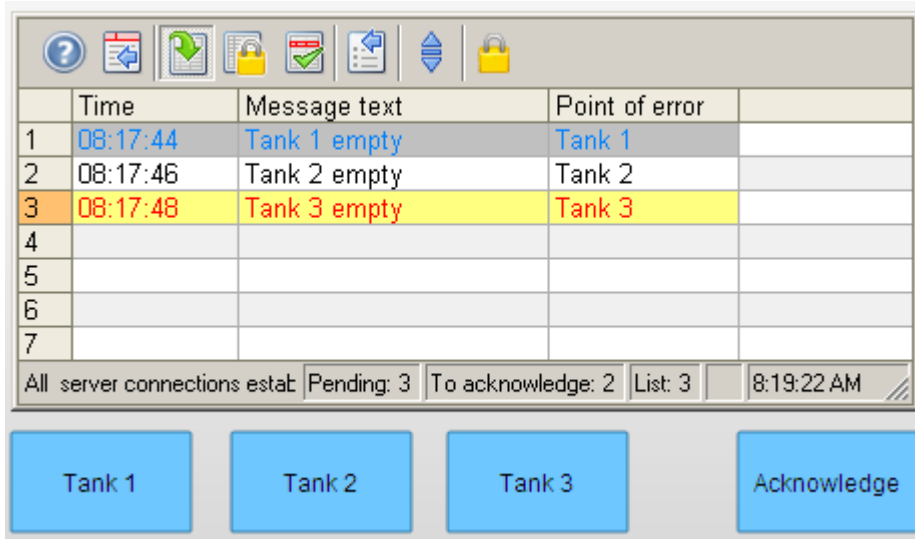 ?
Time Message text Point of error
1 08:17:44 Tank 1 empty Tank 1
2 08:17:46 Tank 2 empty Tank 2
3 08:17:48 Tank 3 empty Tank 3
4
5
6
7
All server connections estat Pending: 3 To acknowledge: 2 List: 3 8:19:22 AM
Tank 1 Tank 2 Tank 3 Acknowledge